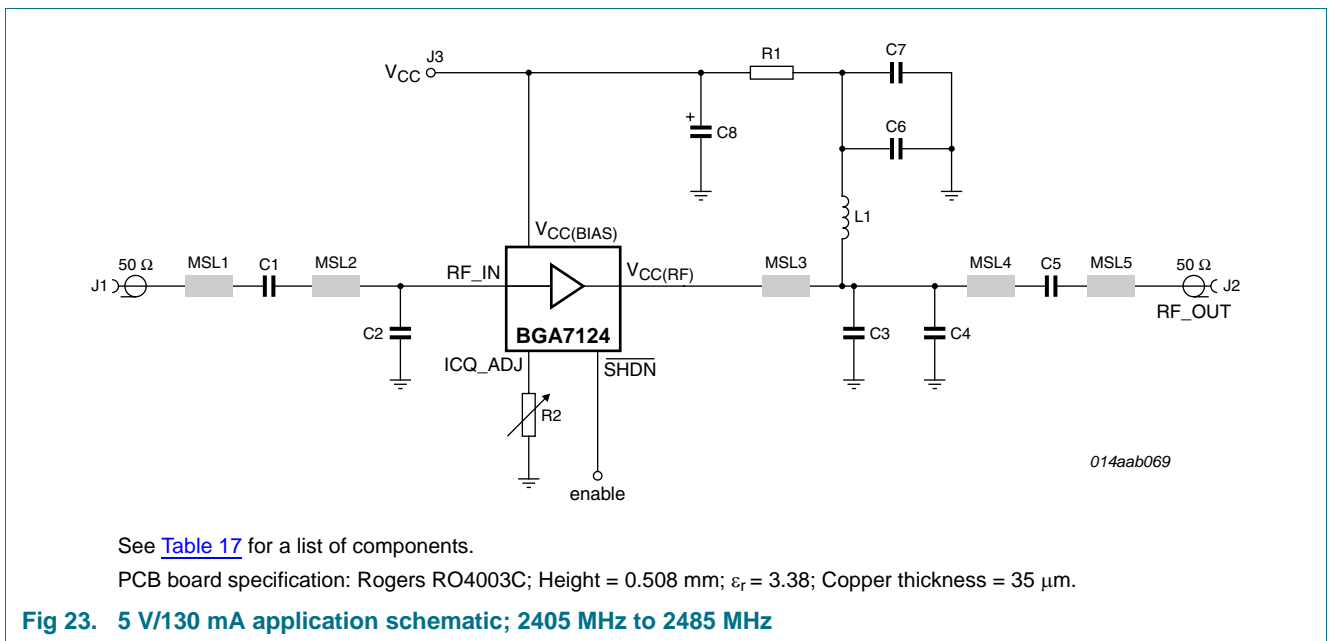 J3
VCC
R1
C7
+
C8
C6
L1
VCC(BIAS)
50 Ω
MSL1
C1
MSL2
RF_IN
VCC(RF)
MSL3
MSL4
C5
MSL5
50 Ω
J1
J2
RF_OUT
C2
BGA7124
C3
C4
ICQ_ADJ
SHDN
R2
enable
014aab069
See Table 17 for a list of components.
PCB board specification: Rogers RO4003C; Height = 0.508 mm; εr = 3.38; Copper thickness = 35 μm.
Fig 23. 5 V/130 mA application schematic; 2405 MHz to 2485 MHz